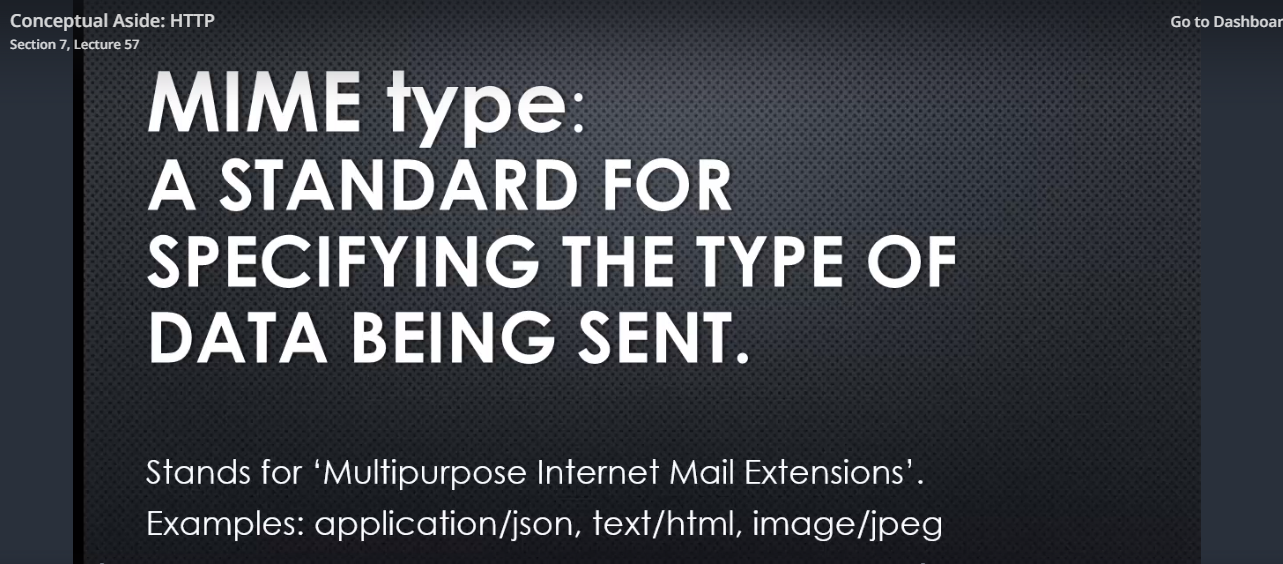 Conceptual Aside: HTTP
Go to Dashboar
Section 7, Lecture 57
MIME type:
A STANDARD FOR
SPECIFYING THE TYPE OF
DATA BEING SENT.
Stands for ‘Multipurpose Internet Mail Extensions’.
Examples: application/json, text/html, image/jpeg